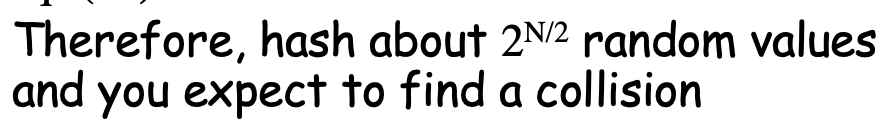 Therefore, hash about 2^N/2 random values
and you expect to find a collision